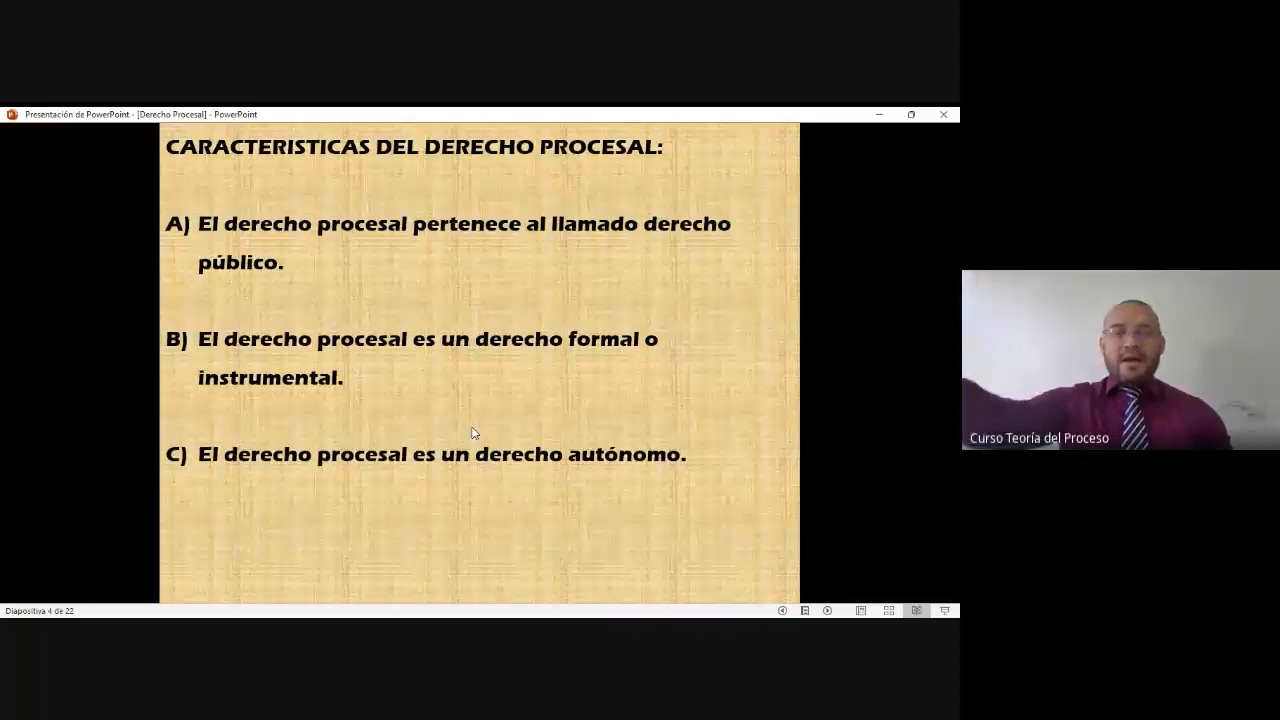 Presentación de PowerPoint - [Derecho Procesal] - PowerPoint
CARACTERISTICAS DEL DERECHO PROCESAL:
A) El derecho procesal pertenece al llamado derecho
público.
B) El derecho procesal es un derecho formal o
instrumental.
C) El derecho procesal es un derecho autónomo.
Curso Teoría del Proceso
Diapositiva 4 de 22